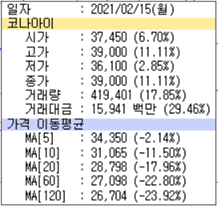 일자 : 2021/02/15(월)
코나아이
시가 : 37,450 (6.70%)
고가 : 39,000 (11.11%)
저가 : 36,100 (2.85%)
종가 : 39,000 (11.11%)
거래량 : 419,401 (17.85%)
거래대금 : 15,941 백만 (29.46%)
가격 이동평균
MA[5] : 34,350 (-2.14%)
MA[10] : 31,065 (-11.50%)
MA[20] : 28,798 (-17.96%)
MA[60] : 27,098 (-22.80%)
MA[120] : 26,704 (-23.92%)